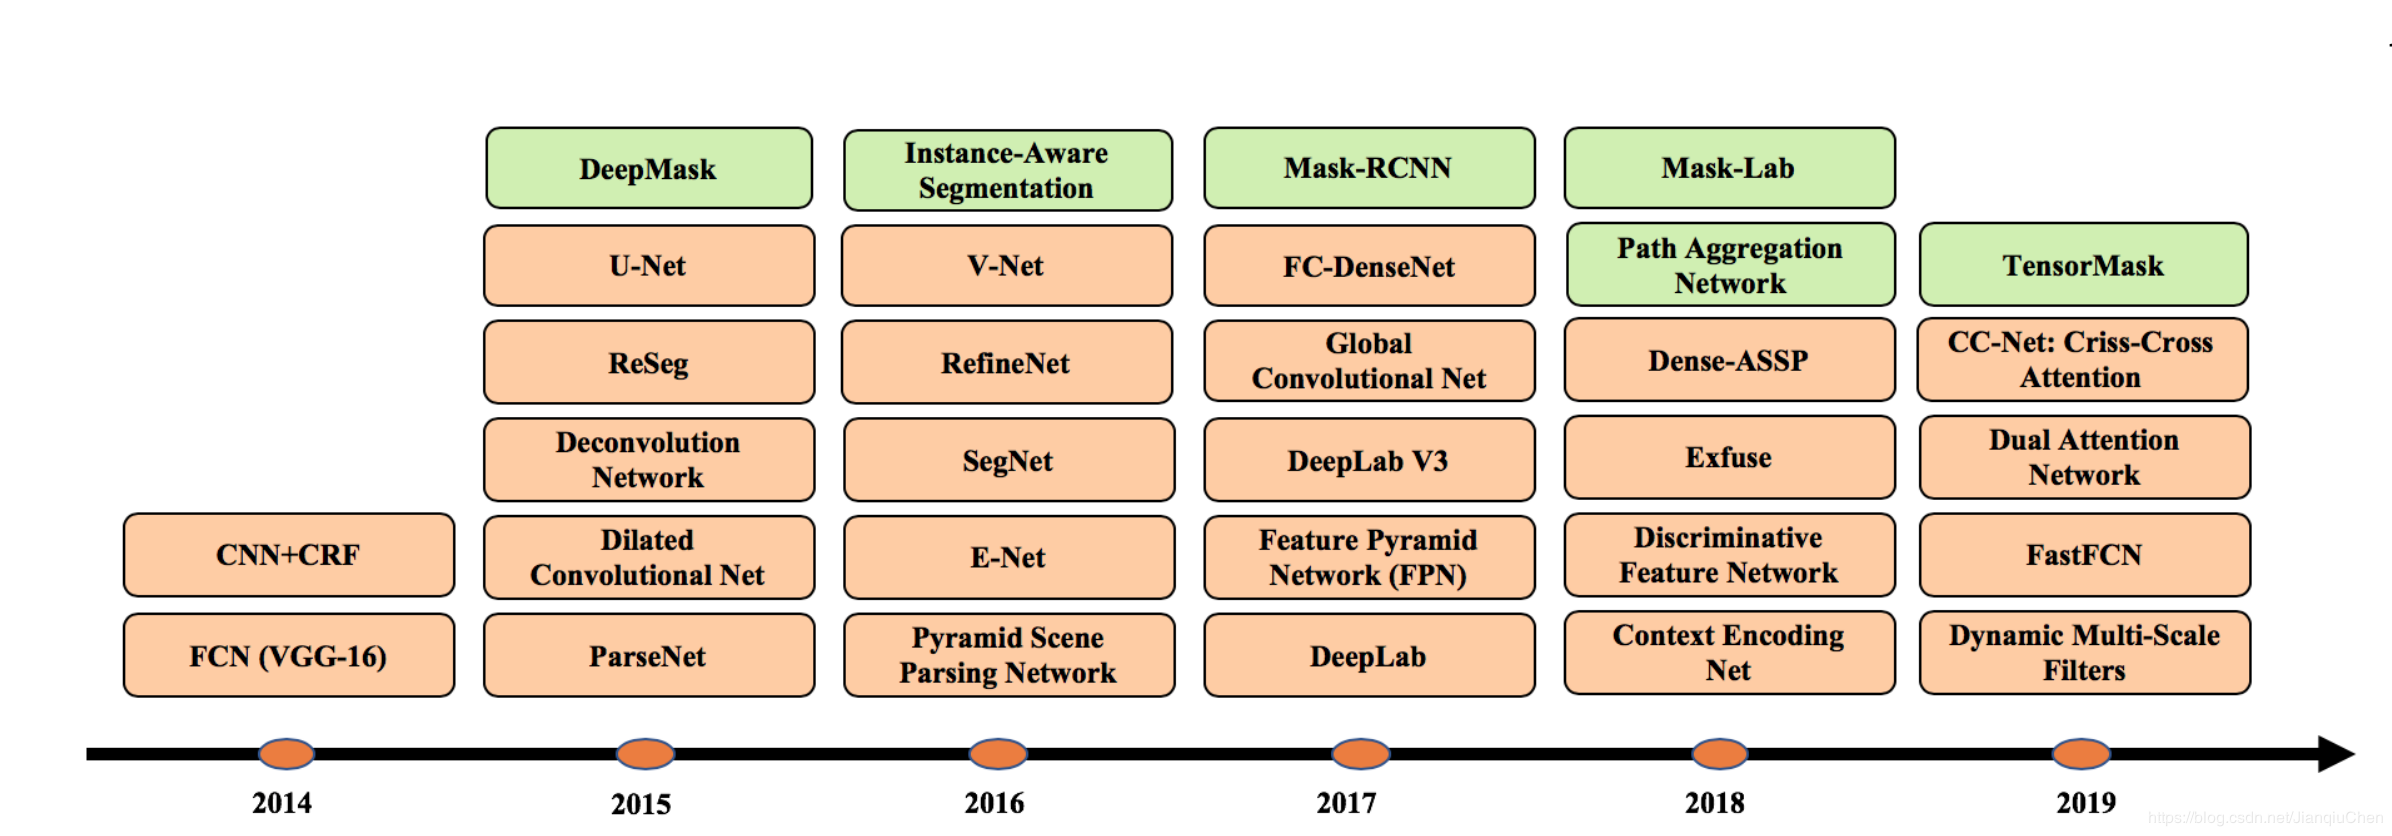 DeepMask
Instance-Aware
Segmentation
Mask-RCNN
Mask-Lab
U-Net
V-Net
FC-DenseNet
Path Aggregation
Network
TensorMask
ReSeg
RefineNet
Global
Convolutional Net
Dense-ASSP
CC-Net: Criss-Cross
Attention
Deconvolution
Network
SegNet
DeepLab V3
Exfuse
Dual Attention
Network
CNN+CRF
Dilated
Convolutional Net
E-Net
Feature Pyramid
Network (FPN)
Discriminative
Feature Network
FastFCN
FCN (VGG-16)
ParseNet
Pyramid Scene
Parsing Network
DeepLab
Context Encoding
Net
Dynamic Multi-Scale
Filters
2014
2015
2016
2017
2018
2019
https://blog.csdn.net/JianqiuChen